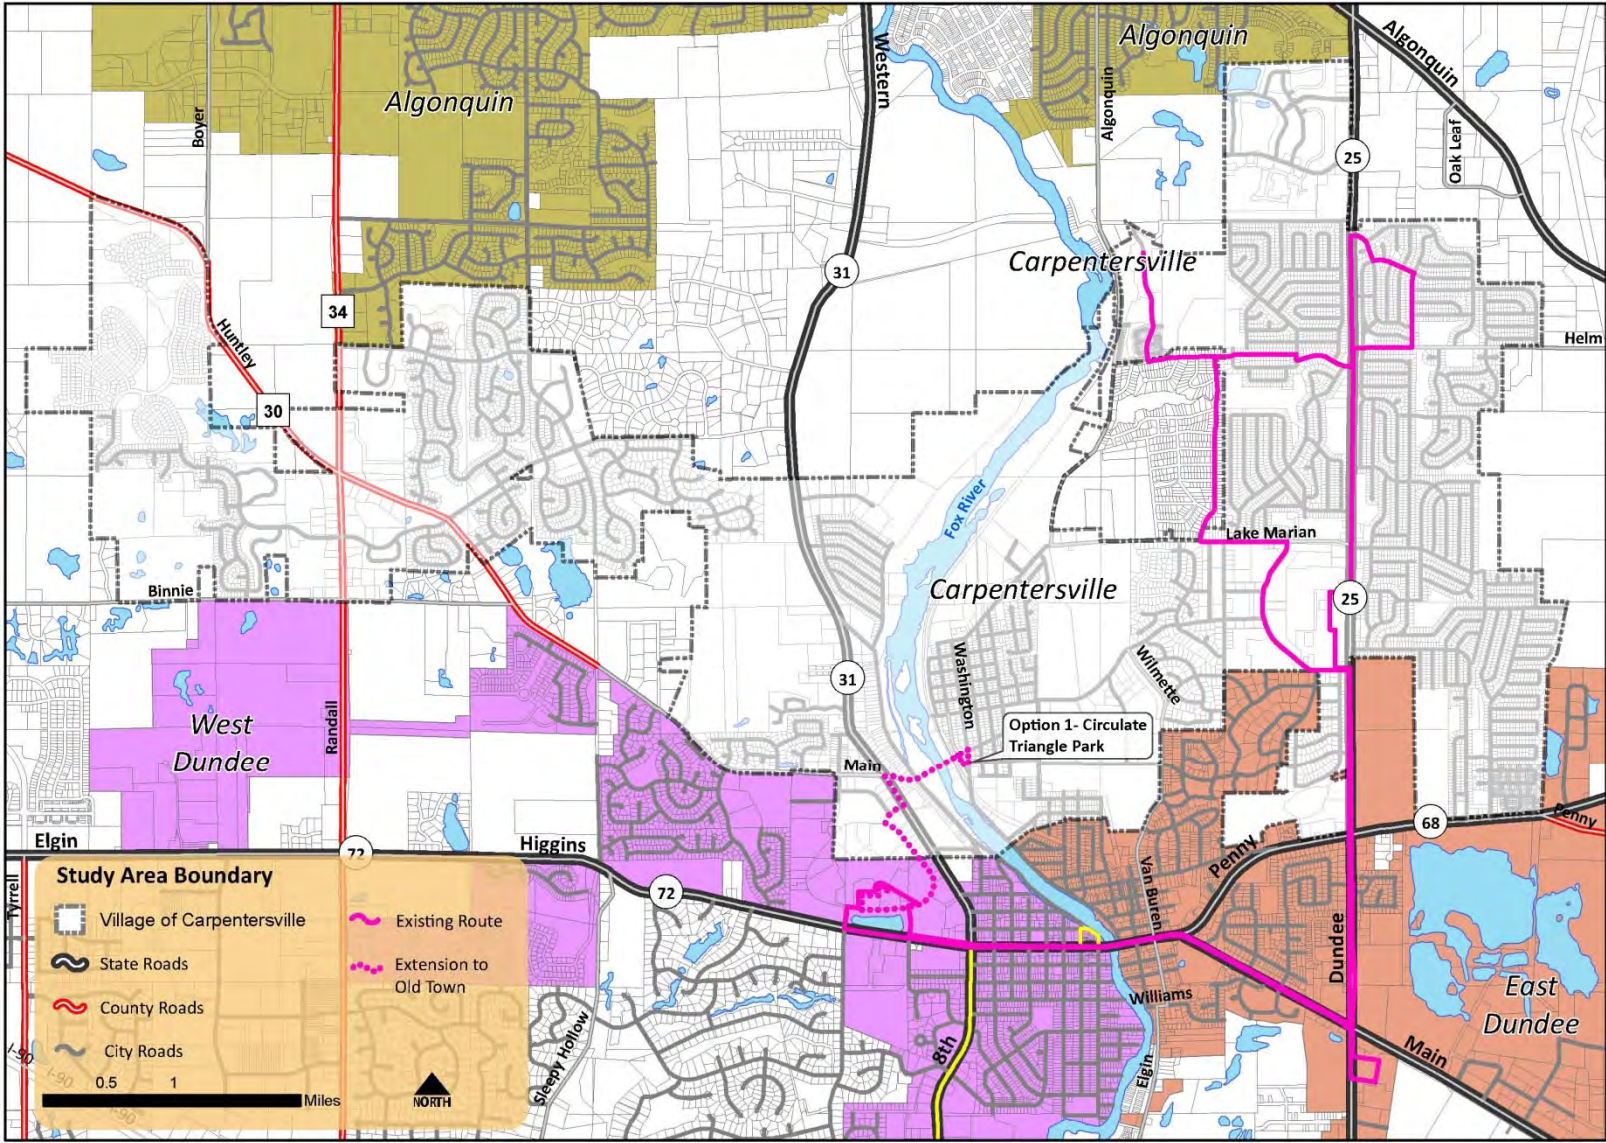 Algonquin
Algonquin
Western
Algonquin
Algonquin
Boyer
Oak Leaf
25
31
Carpentersville
34
Huntley
Helm
30
Fox River
Lake Marian
Binnie
Carpentersville
25
Washington
Wilmette
31
West
Dundee
Randall
Option 1- Circulate
Triangle Park
Main
Elgin
72
Higgins
72
Van Buren
Penny
68
Penny
Tyrrell
Dundee
East
Dundee
Williams
8th
Main
Elgin
Sleepy Hollow
Study Area Boundary
Village of Carpentersville
State Roads
County Roads
City Roads
Existing Route
Extension to
Old Town
0.5 1
Miles
NORTH
I-90
I-90
I-90